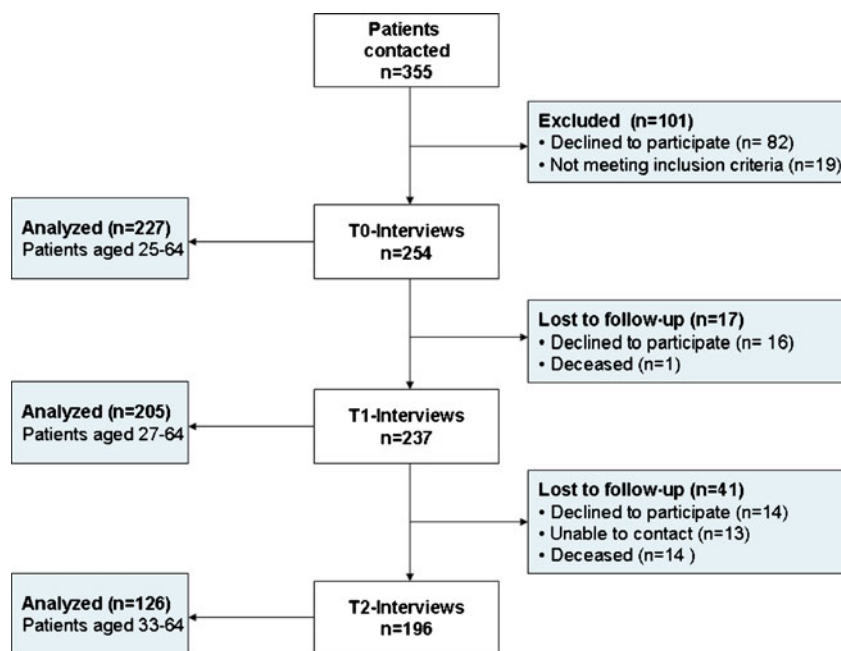 Patients
contacted
n=355
Excluded (n=101)
• Declined to participate (n= 82)
• Not meeting inclusion criteria (n=19)
Analyzed (n=227)
Patients aged 25-64
T0-Interviews
n=254
Lost to follow-up (n=17)
• Declined to participate (n= 16)
• Deceased (n=1)
Analyzed (n=205)
Patients aged 27-64
T1-Interviews
n=237
Lost to follow-up (n=41)
• Declined to participate (n=14)
• Unable to contact (n=13)
• Deceased (n=14 )
Analyzed (n=126)
Patients aged 33-64
T2-Interviews
n=196